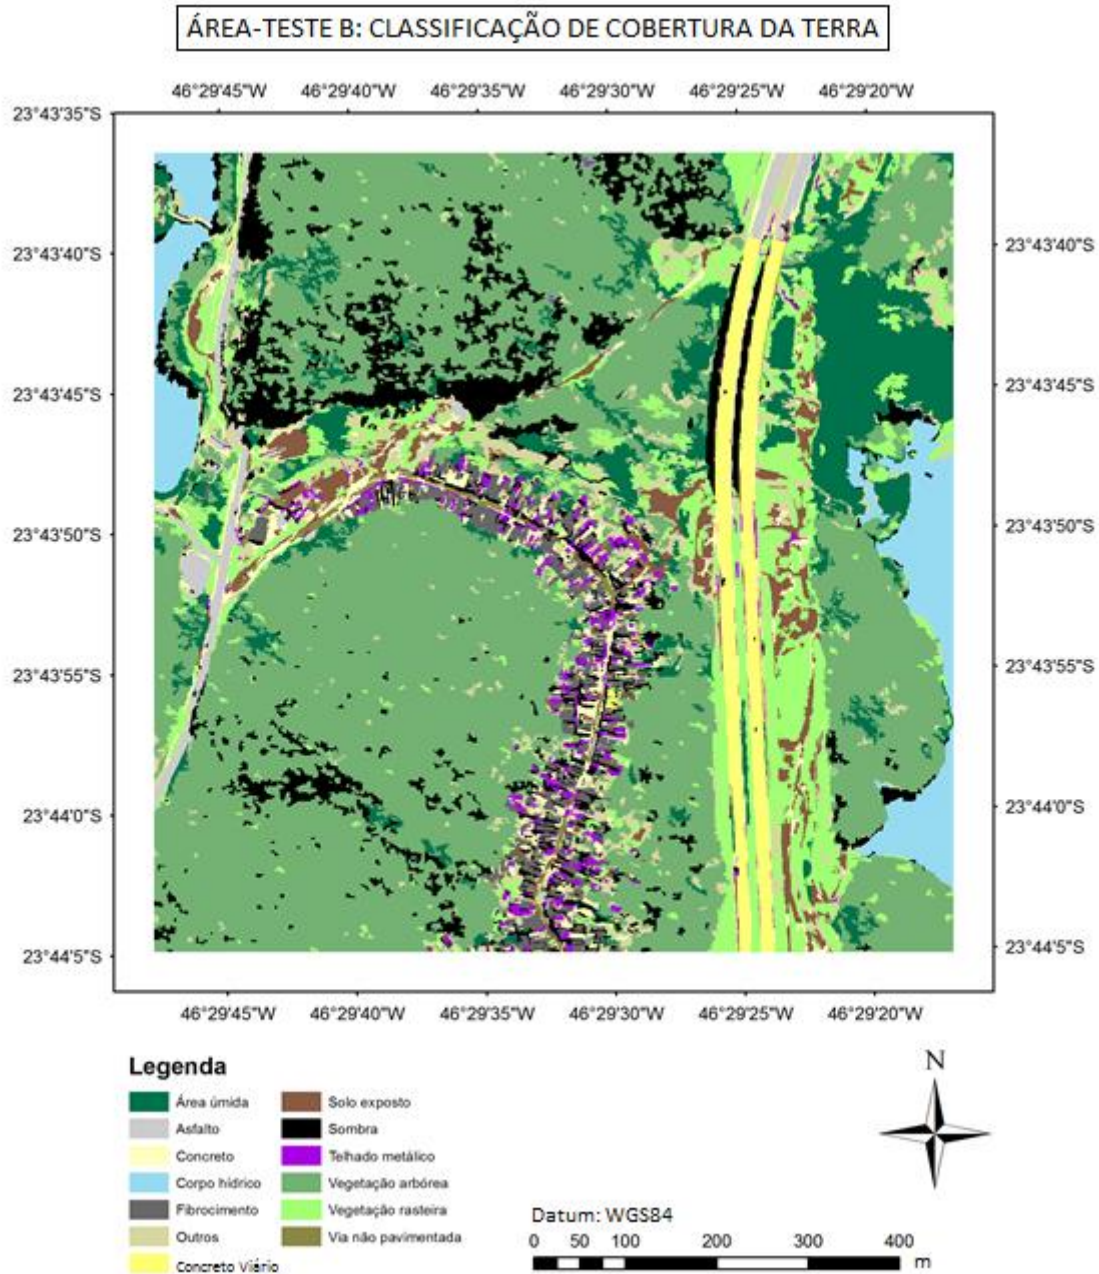 ÁREA-TESTE B: CLASSIFICAÇÃO DE COBERTURA DA TERRA
46°29'45"W 46°29'40"W 46°29'35"W 46°29'30"W 46°29'25"W 46°29'20"W
23°43'35"S
23°43'40"S 23°43'40"S
23°43'45"S 23°43'45"S
23°43'50"S 23°43'50"S
23°43'55"S 23°43'55"S
23°44'0"S 23°44'0"S
23°44'5"S 23°44'5"S
46°29'45"W 46°29'40"W 46°29'35"W 46°29'30"W 46°29'25"W 46°29'20"W
Legenda
Área úmida
Asfalto
Concreto
Corpo hídrico
Fibrocimento
Outros
Concreto Viário
Solo exposto
Sombra
Telhado metálico
Vegetação arbórea
Vegetação rasteira
Via não pavimentada
N
Datum: WGS84
0 50 100 200 300 400
m